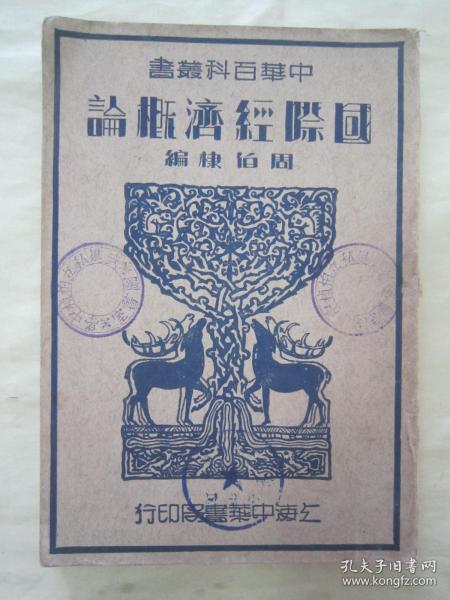 中華百科叢書
國際經濟概論
周伯棣編
上海中華書局印行
孔夫子旧书网
www.kongfz.com